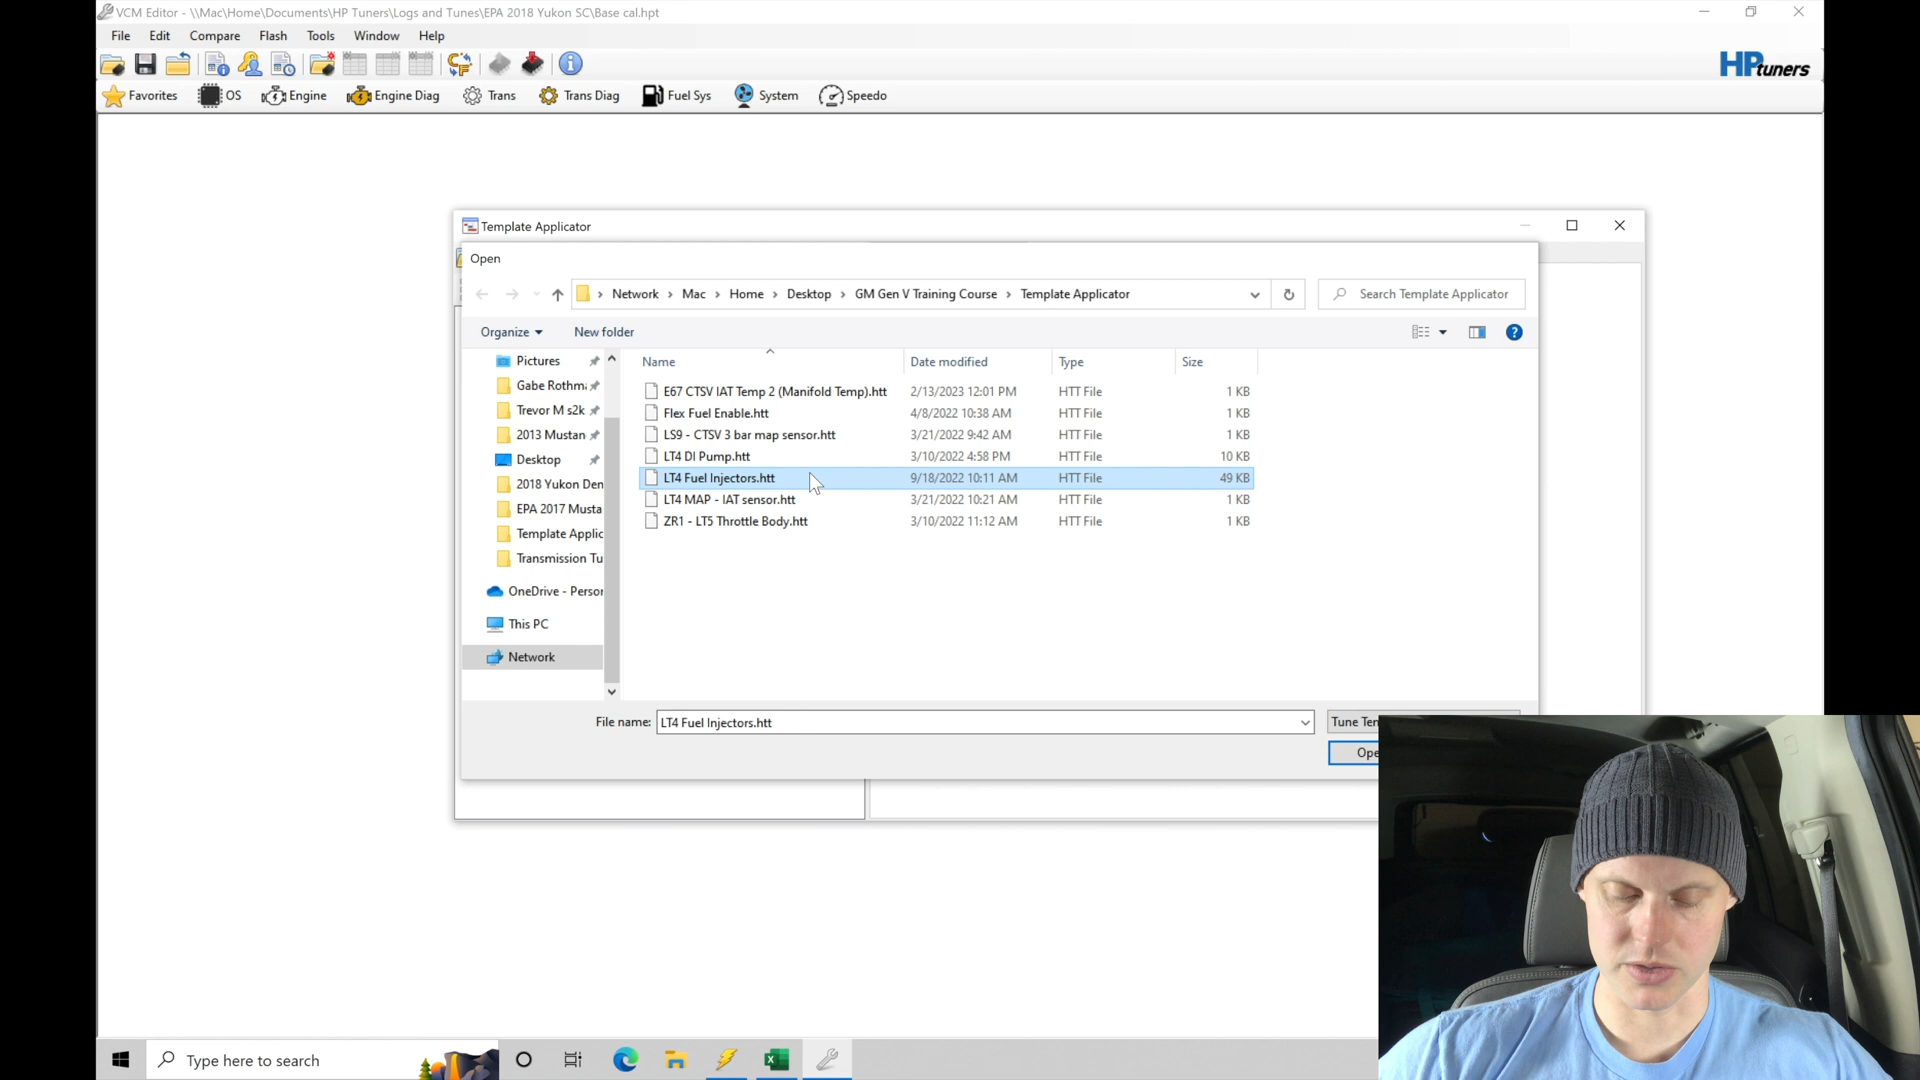 VCM Editor - \\Mac\Home\Documents\HP Tuners\Logs and Tunes\EPA 2018 Yukon SC\Base cal.hpt
File Edit Compare Flash Tools Window Help
HPtuners
Favorites OS Engine Engine Diag Trans Trans Diag Fuel Sys System Speedo
Template Applicator
Open
Network > Mac > Home > Desktop > GM Gen V Training Course > Template Applicator
Search Template Applicator
Organize New folder
Name Date modified Type Size
Pictures
Gabe Rothm
Trevor M s2k
2013 Mustan
Desktop
2018 Yukon Den
EPA 2017 Musta
Template Applic
Transmission Tu
OneDrive - Person
This PC
Network
E67 CTSV IAT Temp 2 (Manifold Temp).htt 2/13/2023 12:01 PM HTT File 1 KB
Flex Fuel Enable.htt 4/8/2022 10:38 AM HTT File 1 KB
LS9 - CTSV 3 bar map sensor.htt 3/21/2022 9:42 AM HTT File 1 KB
LT4 DI Pump.htt 3/10/2022 4:58 PM HTT File 10 KB
LT4 Fuel Injectors.htt 9/18/2022 10:11 AM HTT File 49 KB
LT4 MAP - IAT sensor.htt 3/21/2022 10:21 AM HTT File 1 KB
ZR1 - LT5 Throttle Body.htt 3/10/2022 11:12 AM HTT File 1 KB
File name: LT4 Fuel Injectors.htt
Tune Ten
Ope
Type here to search